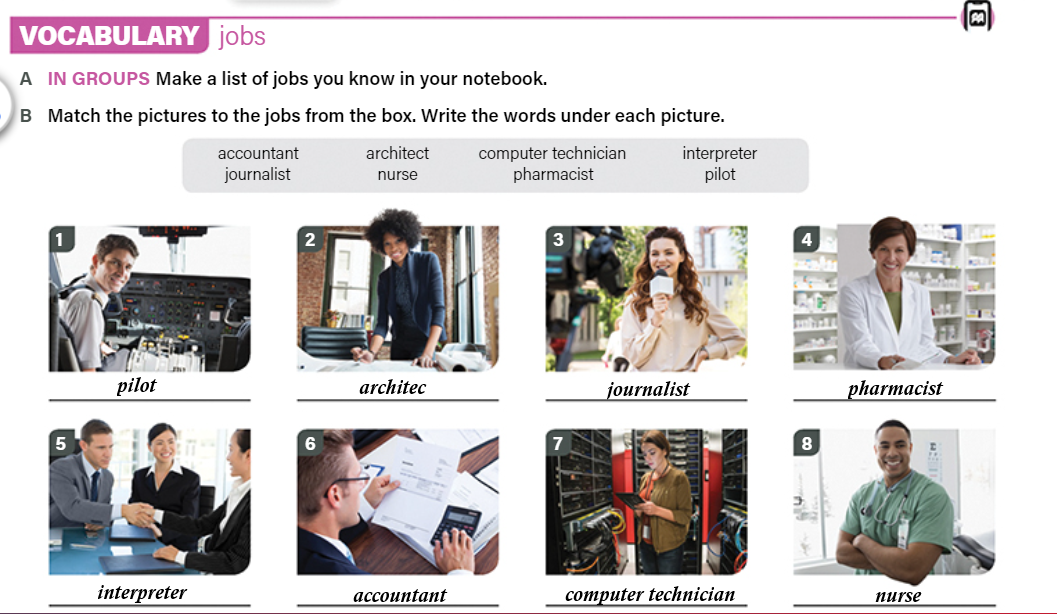 VOCABULARY jobs
A IN GROUPS Make a list of jobs you know in your notebook.
B Match the pictures to the jobs from the box. Write the words under each picture.
accountant architect computer technician interpreter
journalist nurse pharmacist pilot
1 2 3 4
pilot architec journalist pharmacist
5 6 7 8
interpreter accountant computer technician nurse